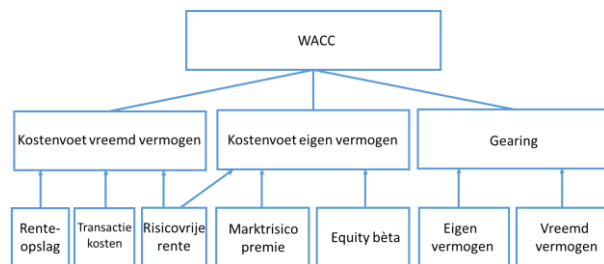 WACC
Kostenvoet vreemd vermogen
Kostenvoet eigen vermogen
Gearing
Rente-
opslag
Transactie
kosten
Risicovrije
rente
Marktrisico
premie
Equity bèta
Eigen
vermogen
Vreemd
vermogen